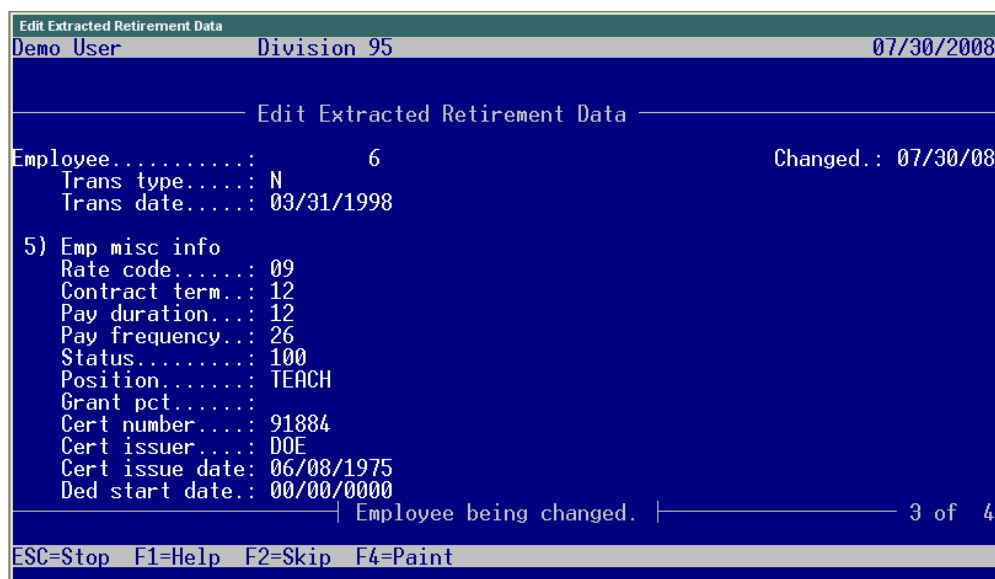 Edit Extracted Retirement Data
Demo User Division 95 07/30/2008
Edit Extracted Retirement Data
Employee...........: 6 Changed.: 07/30/08
Trans type.....: N
Trans date.....: 03/31/1998
5) Emp misc info
Rate code......: 09
Contract term..: 12
Pay duration...: 12
Pay frequency..: 26
Status.........: 100
Position.......: TEACH
Grant pct......:
Cert number....: 91884
Cert issuer....: DOE
Cert issue date: 06/08/1975
Ded start date.: 00/00/0000
Employee being changed. 3 of 4
ESC=Stop F1=Help F2=Skip F4=Paint